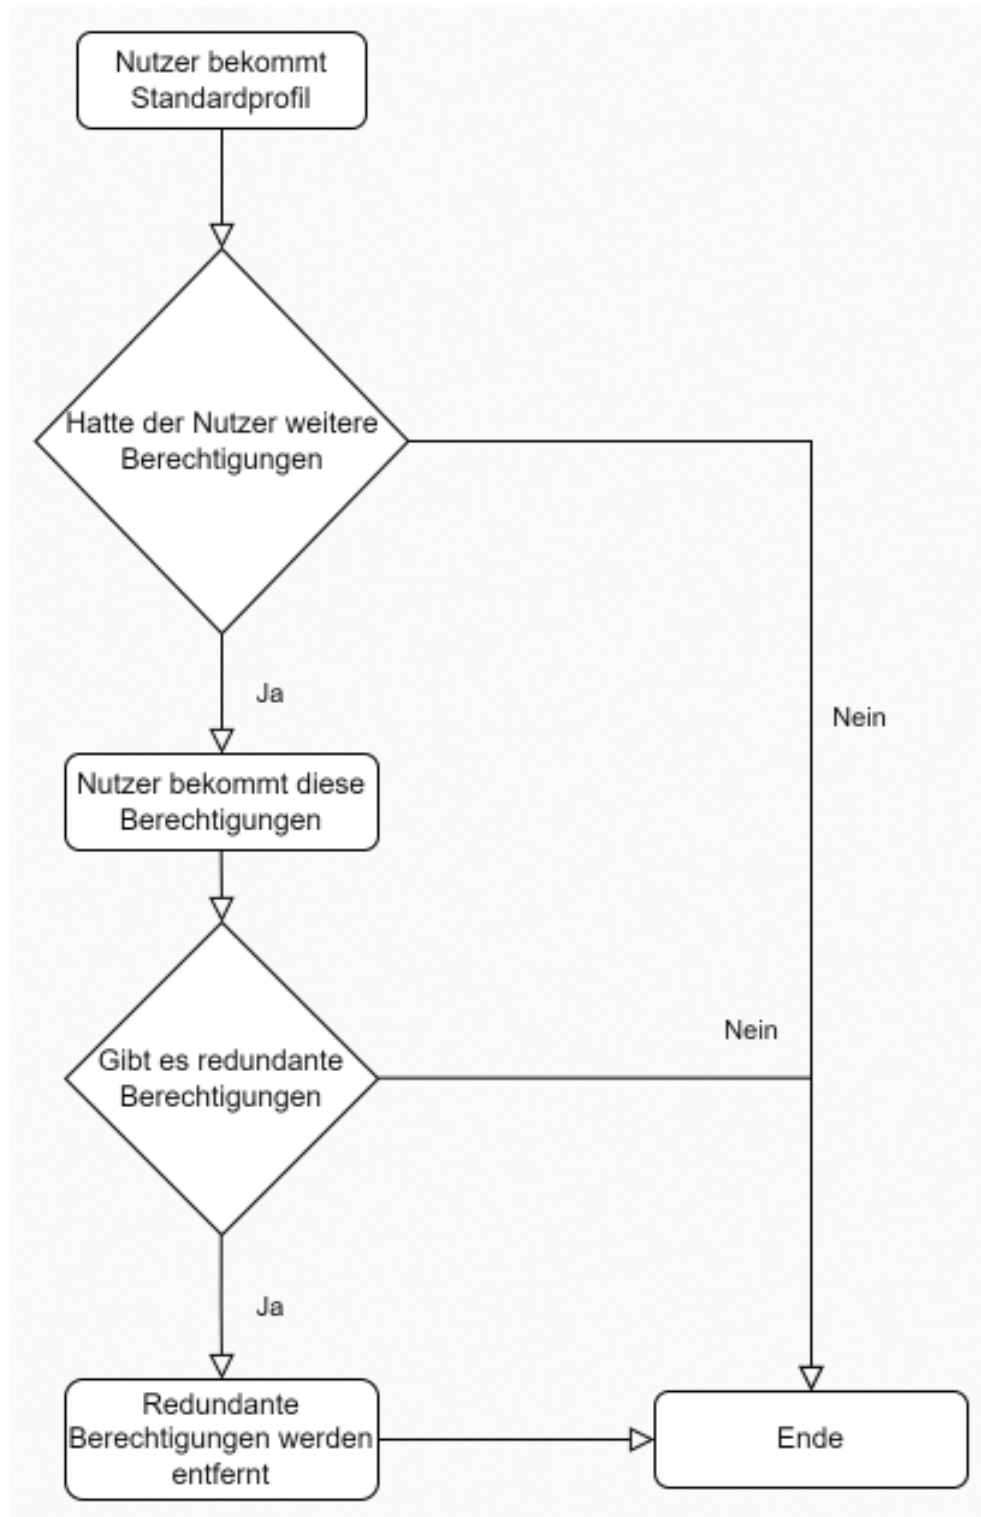 Nutzer bekommt
Standardprofil
Hatte der Nutzer weitere
Berechtigungen
Ja
Nein
Nutzer bekommt diese
Berechtigungen
Nein
Gibt es redundante
Berechtigungen
Ja
Redundante
Berechtigungen werden
entfernt
Ende